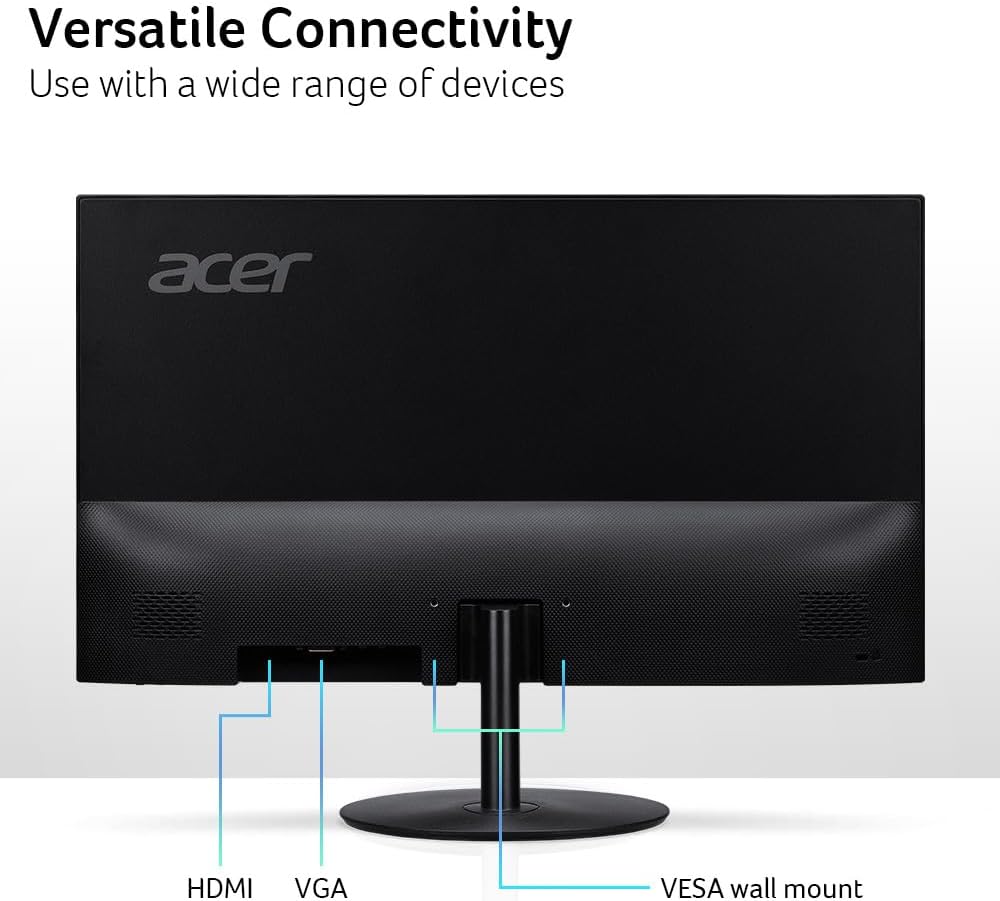 Versatile Connectivity
Use with a wide range of devices
acer
HDMI
VGA
VESA wall mount